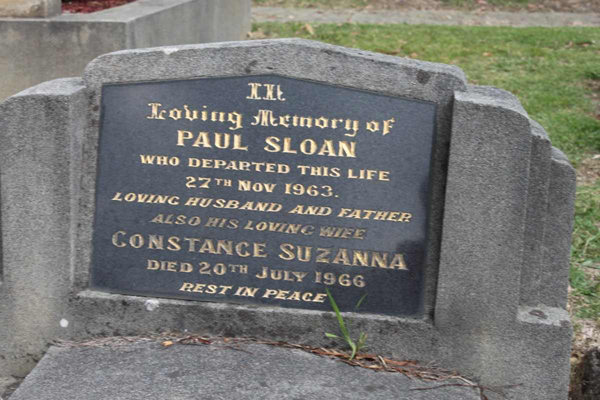 In
Loving Memory of
PAUL SLOAN
WHO DEPARTED THIS LIFE
27TH NOV 1963.
LOVING HUSBAND AND FATHER
ALSO HIS LOVING WIFE
CONSTANCE SUZANNA
DIED 20TH JULY 1966
REST IN PEACE